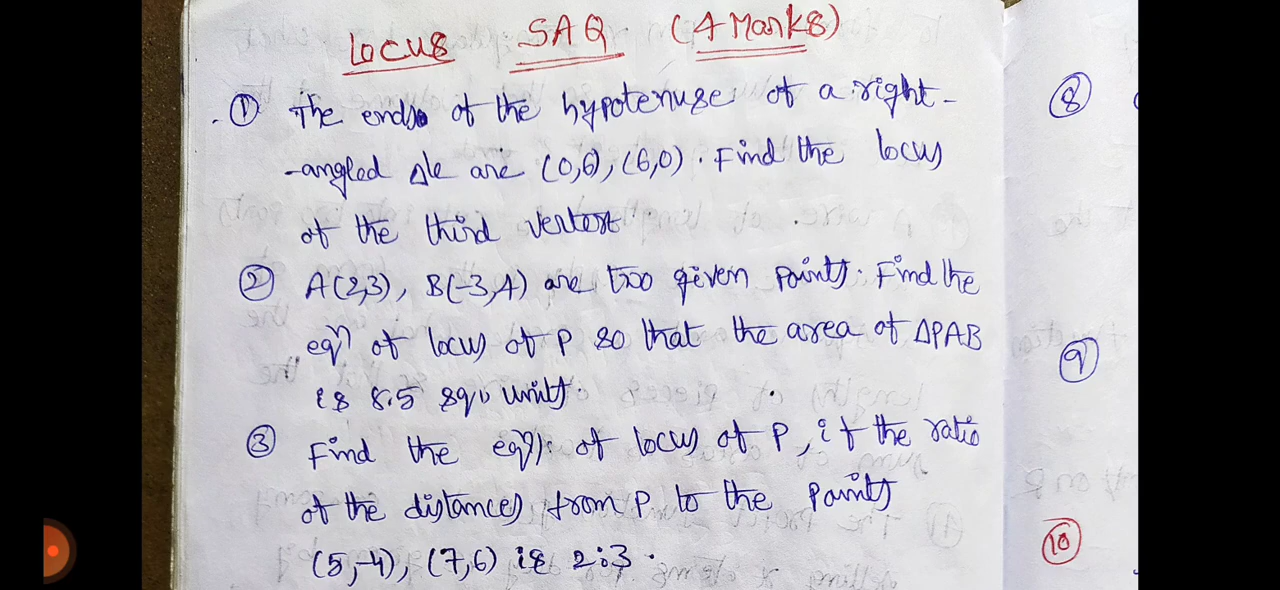 Locus SAQ (4 Marks)
① The ends of the hypotenuse of a right-
-angled Δle are (0,6), (6,0). Find the locus
of the third vertex
② A(2,3), B(-3,4) are two given points. Find the
eqⁿ of locus of P so that the area of ΔPAB
is 8.5 squ units.
③ Find the eqⁿ: of locus of P, if the ratio
of the distances from P to the points
(5,-4), (7,6) is 2:3.
⑧
⑨
⑩